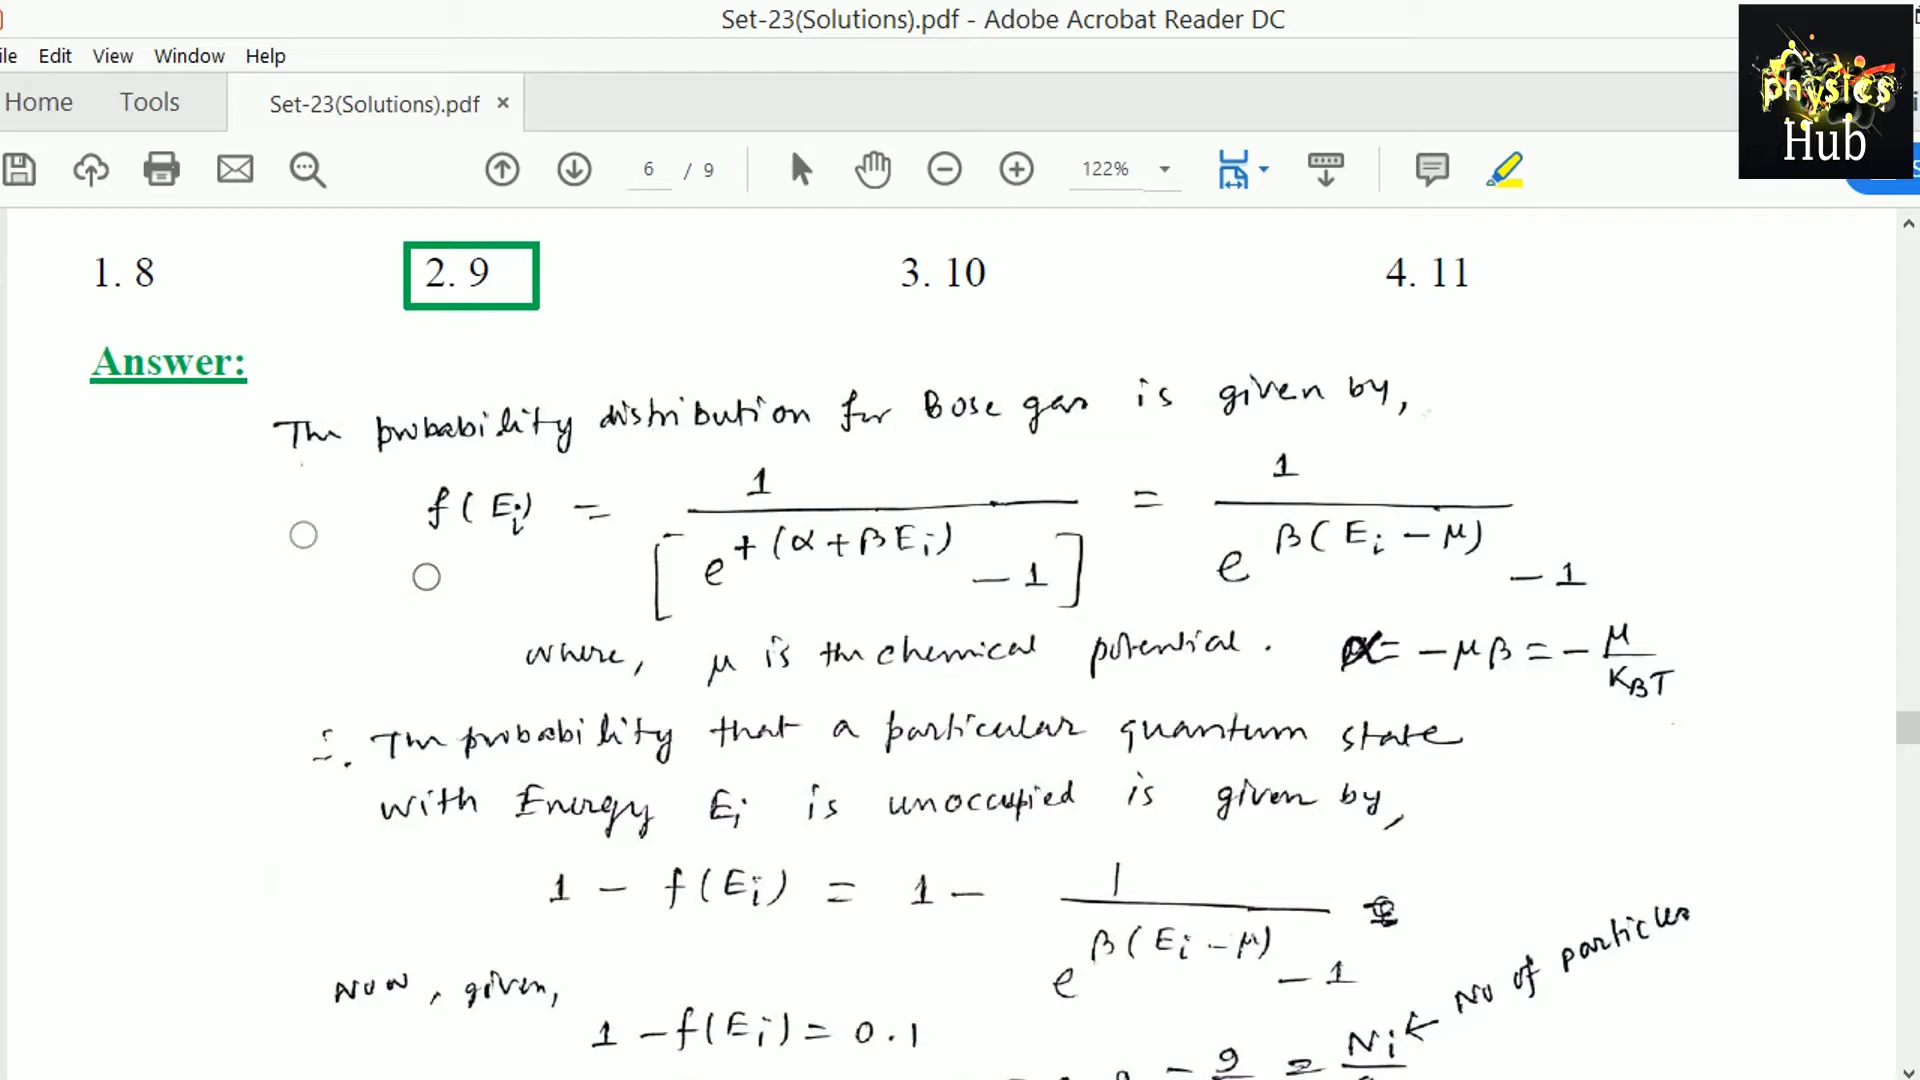 Set-23(Solutions).pdf - Adobe Acrobat Reader DC
ile Edit View Window Help
physics
Hub
Home Tools Set-23(Solutions).pdf ×
6 / 9 122%
1. 8 2. 9 3. 10 4. 11
Answer:
The probability distribution for Bose gas is given by,
f(Ei) = 1 / [e^+(α+βEi) − 1] = 1 / e^β(Ei−μ) − 1
where, μ is the chemical potential. α = −μβ = −μ/KBT
∴ The probability that a particular quantum state
with Energy Ei is unoccupied is given by,
1 − f(Ei) = 1 − 1 / e^β(Ei−μ) − 1
Now, given,
1 − f(Ei) = 0.1
9 = Ni ← No of particles